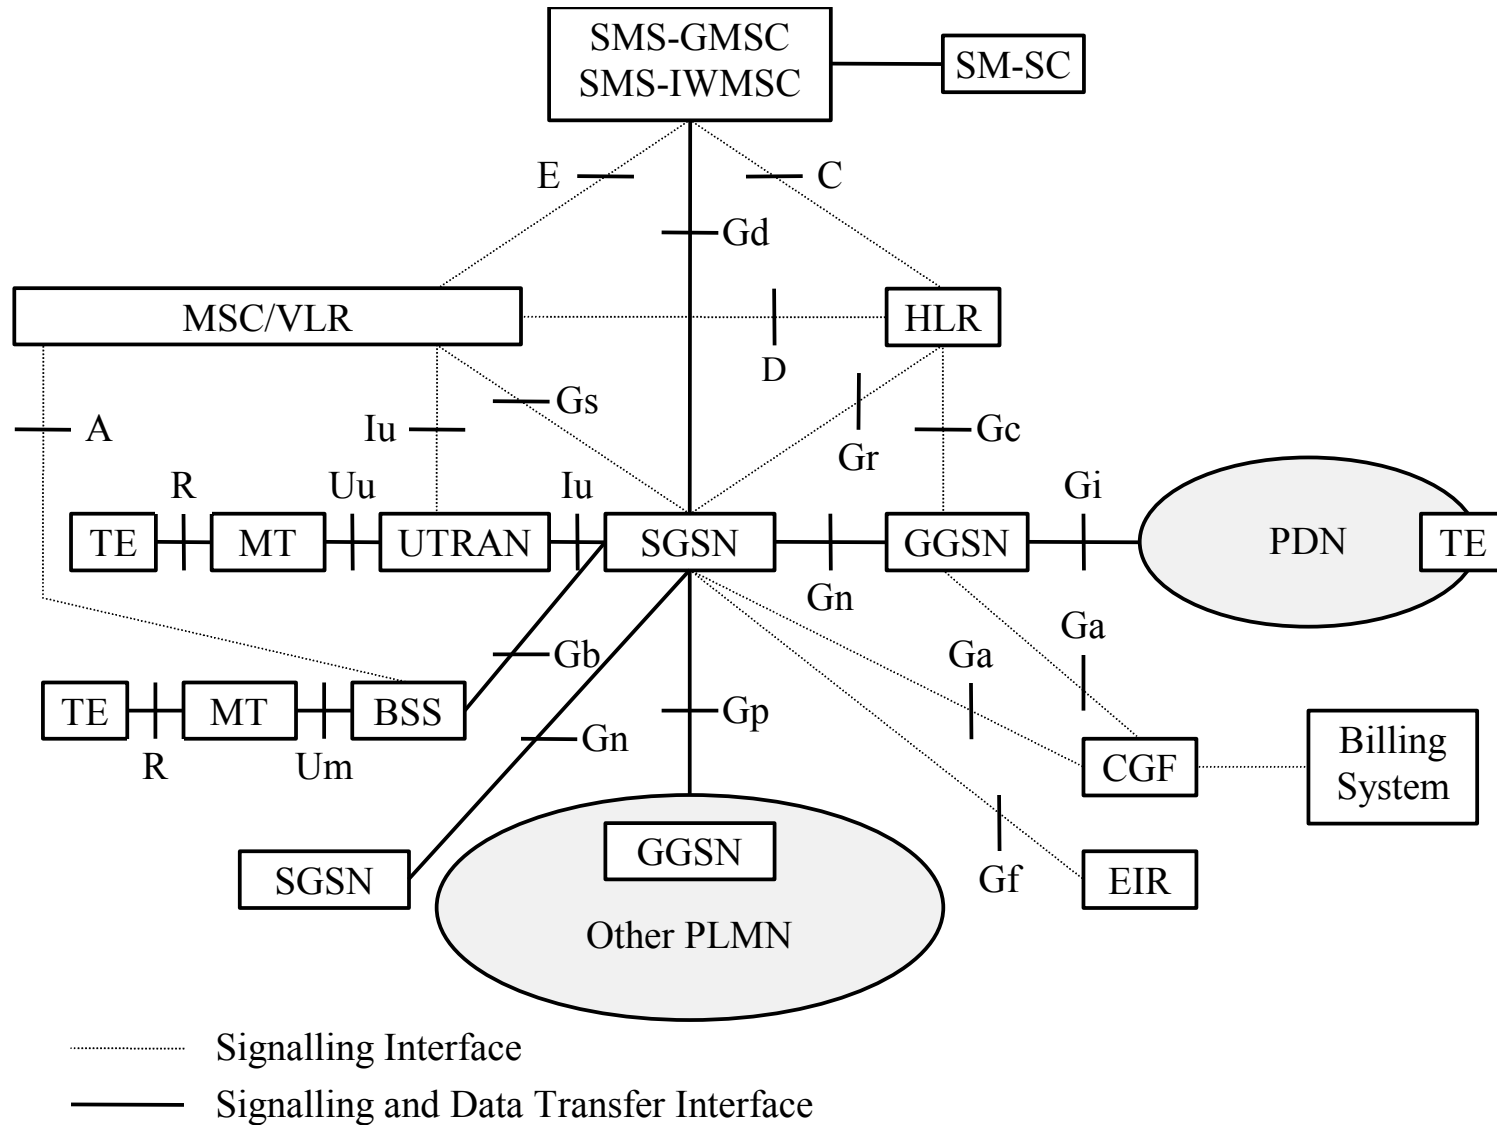 SMS-GMSC
SMS-IWMSC
SM-SC
E
C
Gd
MSC/VLR
HLR
D
Gs
A
Iu
Gr
Gc
R
Uu
Iu
Gi
TE
MT
UTRAN
SGSN
GGSN
PDN
TE
Gn
Ga
Gb
Ga
TE
MT
BSS
Gp
Gn
R
Um
CGF
Billing
System
GGSN
SGSN
Gf
EIR
Other PLMN
Signalling Interface
Signalling and Data Transfer Interface